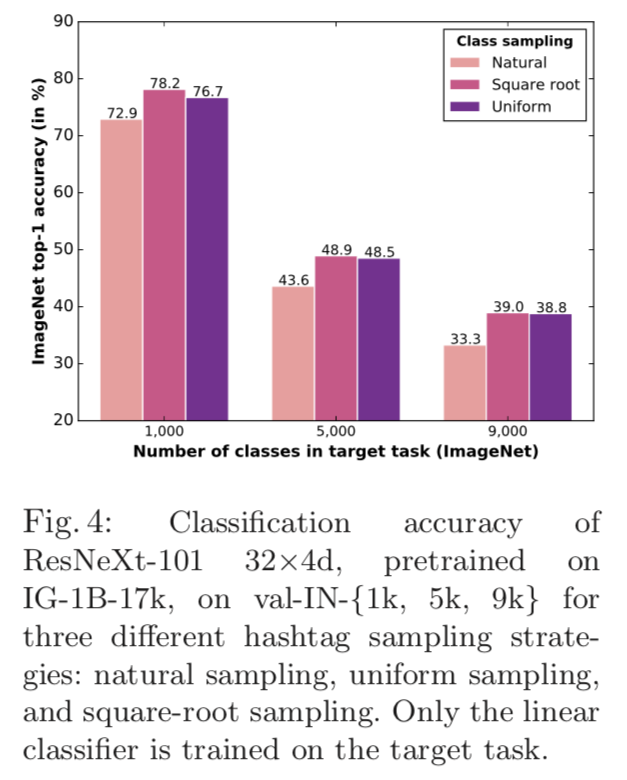 90
80
70
60
50
40
30
20
ImageNet top-1 accuracy (in %)
Class sampling
Natural
Square root
Uniform
72.9
78.2
76.7
43.6
48.9
48.5
33.3
39.0
38.8
1,000
5,000
9,000
Number of classes in target task (ImageNet)
Fig. 4: Classification accuracy of
ResNeXt-101 32×4d, pretrained on
IG-1B-17k, on val-IN-{1k, 5k, 9k} for
three different hashtag sampling strate-
gies: natural sampling, uniform sampling,
and square-root sampling. Only the linear
classifier is trained on the target task.